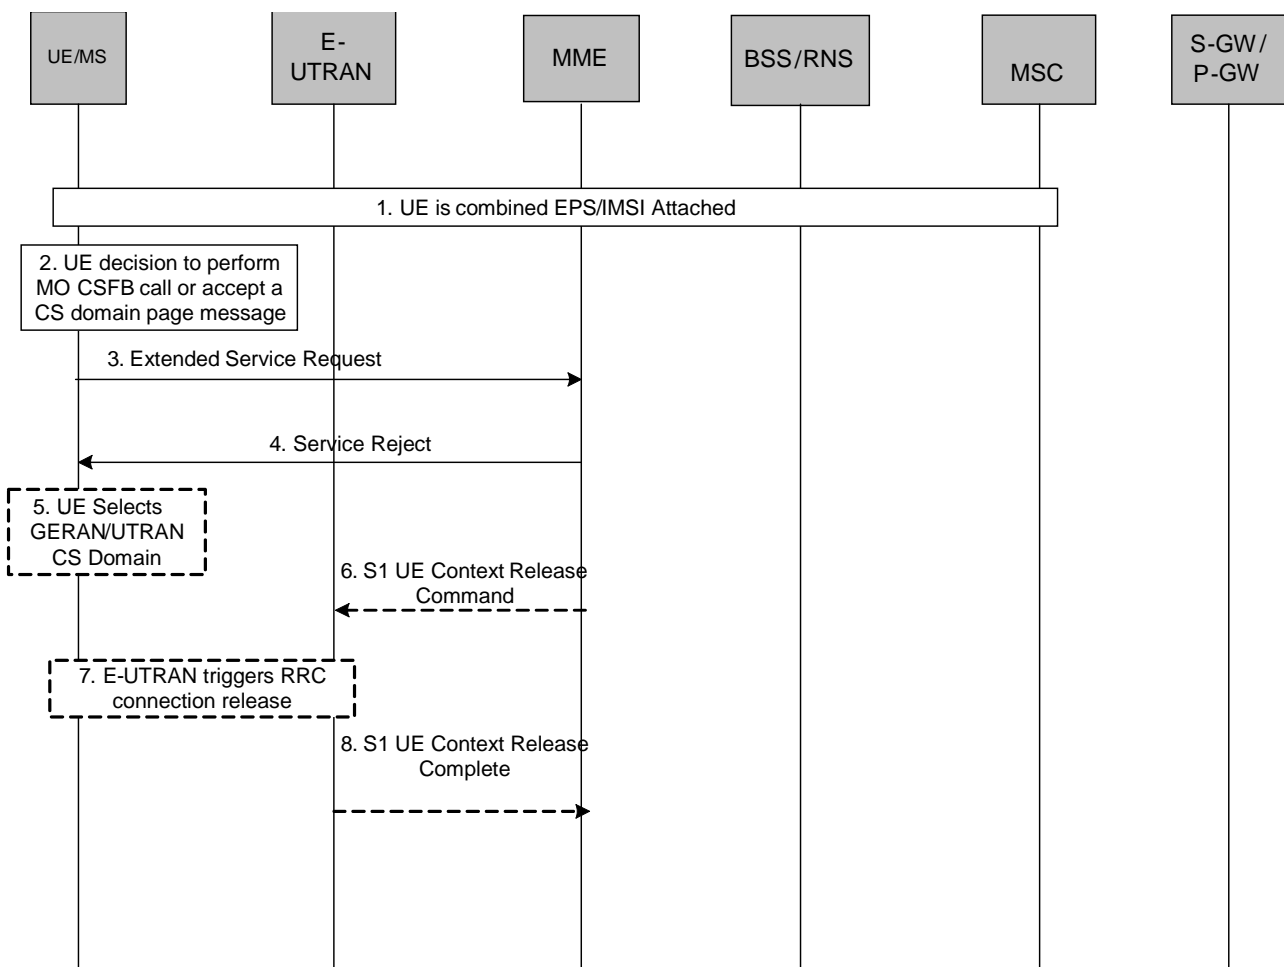 UE/MS
E-
UTRAN
MME
BSS/RNS
MSC
S-GW/
P-GW
1. UE is combined EPS/IMSI Attached
2. UE decision to perform
MO CSFB call or accept a
CS domain page message
3. Extended Service Request
4. Service Reject
5. UE Selects
GERAN/UTRAN
CS Domain
6. S1 UE Context Release
Command
7. E-UTRAN triggers RRC
connection release
8. S1 UE Context Release
Complete